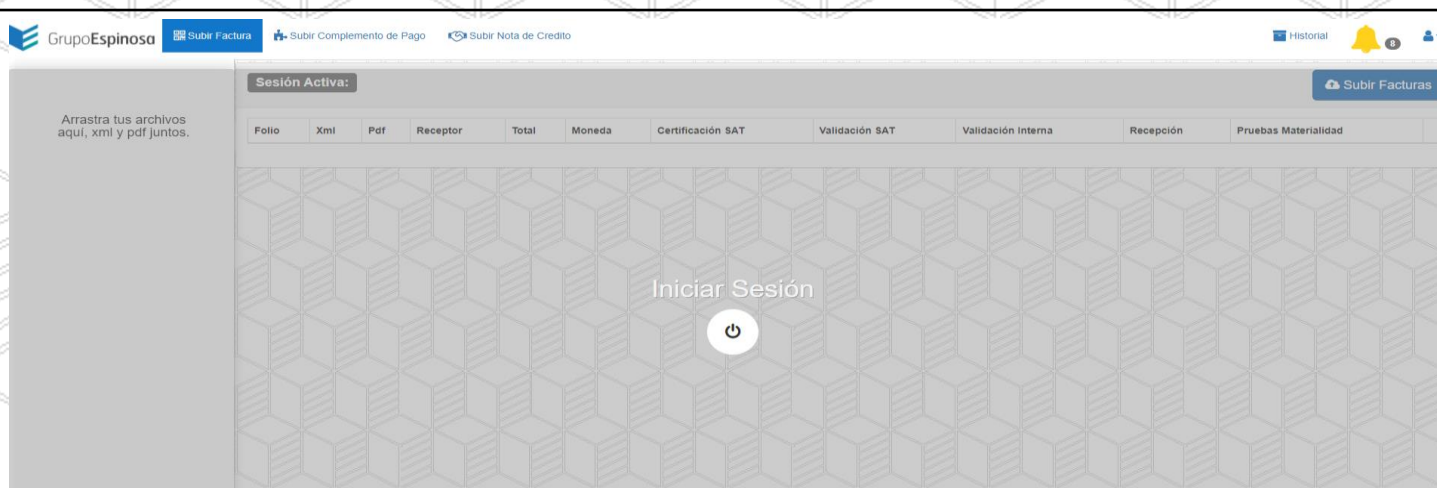 GrupoEspinosa Subir Factura Subir Complemento de Pago Subir Nota de Credito Historial 8
Sesión Activa: Subir Facturas
Arrastra tus archivos
aquí, xml y pdf juntos.
Folio Xml Pdf Receptor Total Moneda Certificación SAT Validación SAT Validación Interna Recepción Pruebas Materialidad
Iniciar Sesión